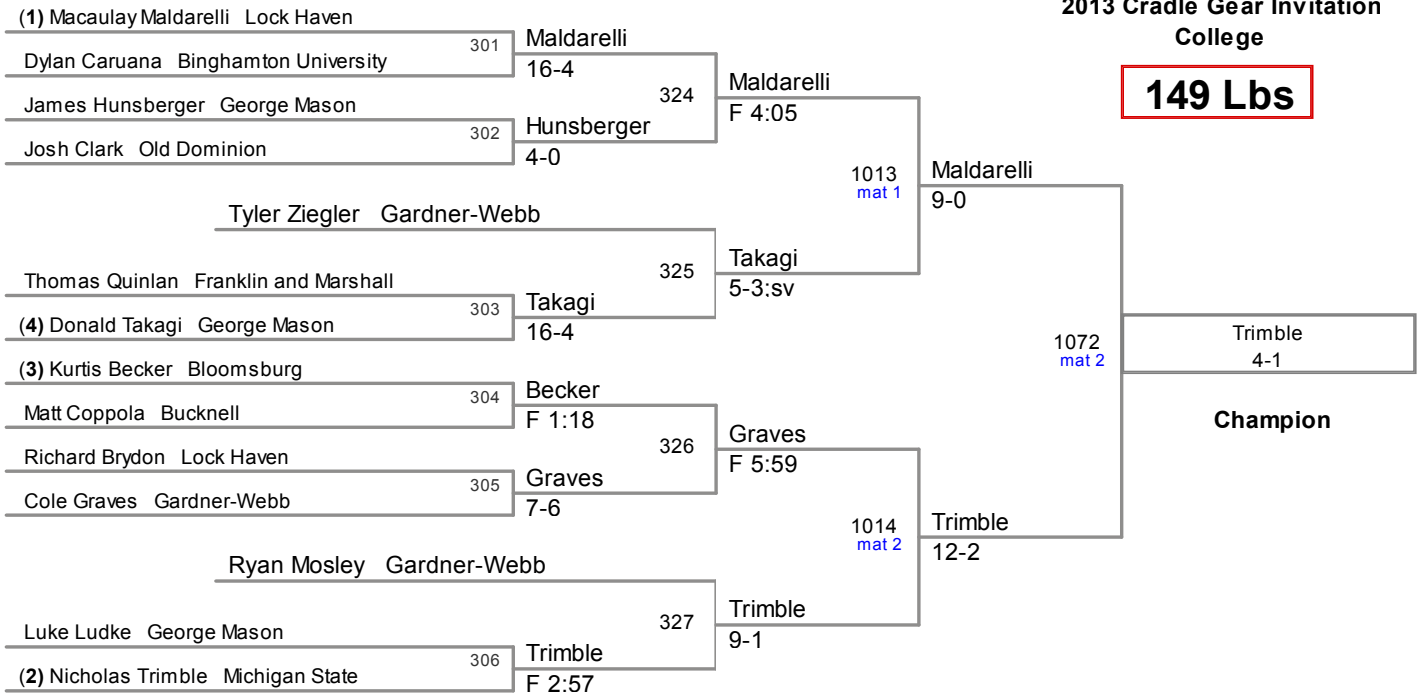 2013 Cradle Gear Invitation
College
149 Lbs
(1) Macaulay Maldarelli Lock Haven
301
Dylan Caruana Binghamton University
Maldarelli
16-4
James Hunsberger George Mason
302
Josh Clark Old Dominion
Hunsberger
4-0
324
Maldarelli
F 4:05
Tyler Ziegler Gardner-Webb
Thomas Quinlan Franklin and Marshall
303
(4) Donald Takagi George Mason
Takagi
16-4
325
Takagi
5-3:sv
1013
mat 1
Maldarelli
9-0
(3) Kurtis Becker Bloomsburg
304
Matt Coppola Bucknell
Becker
F 1:18
Richard Brydon Lock Haven
305
Cole Graves Gardner-Webb
Graves
7-6
326
Graves
F 5:59
Ryan Mosley Gardner-Webb
Luke Ludke George Mason
306
(2) Nicholas Trimble Michigan State
Trimble
F 2:57
327
Trimble
9-1
1014
mat 2
Trimble
12-2
1072
mat 2
Trimble
4-1
Champion